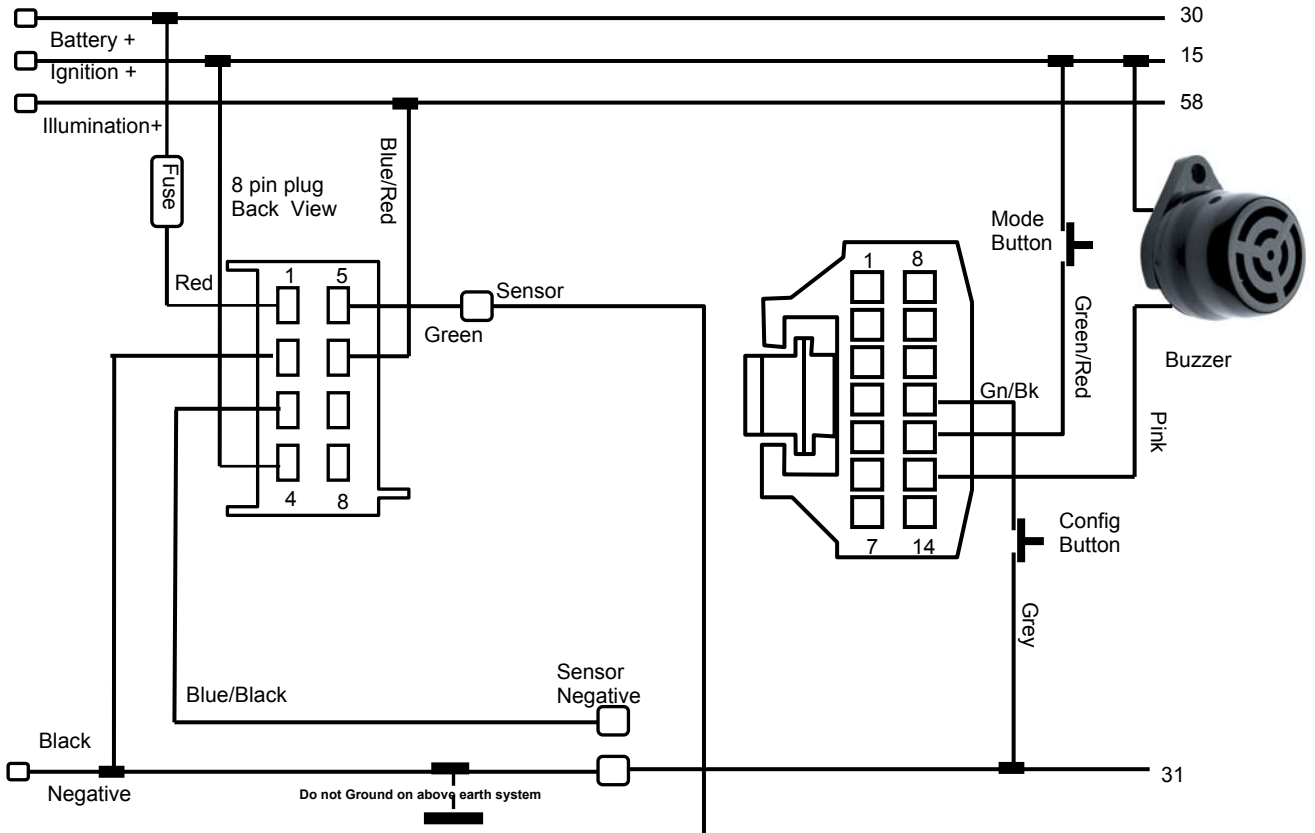 30
Battery +
15
Ignition +
58
Illumination+
Fuse
8 pin plug
Back View
Blue/Red
Mode
Button
Red
1 5
Sensor
Green
1 8
Green/Red
Buzzer
Gn/Bk
Pink
4 8
Config
Button
7 14
Grey
Sensor
Negative
Blue/Black
Black
31
Negative
Do not Ground on above earth system